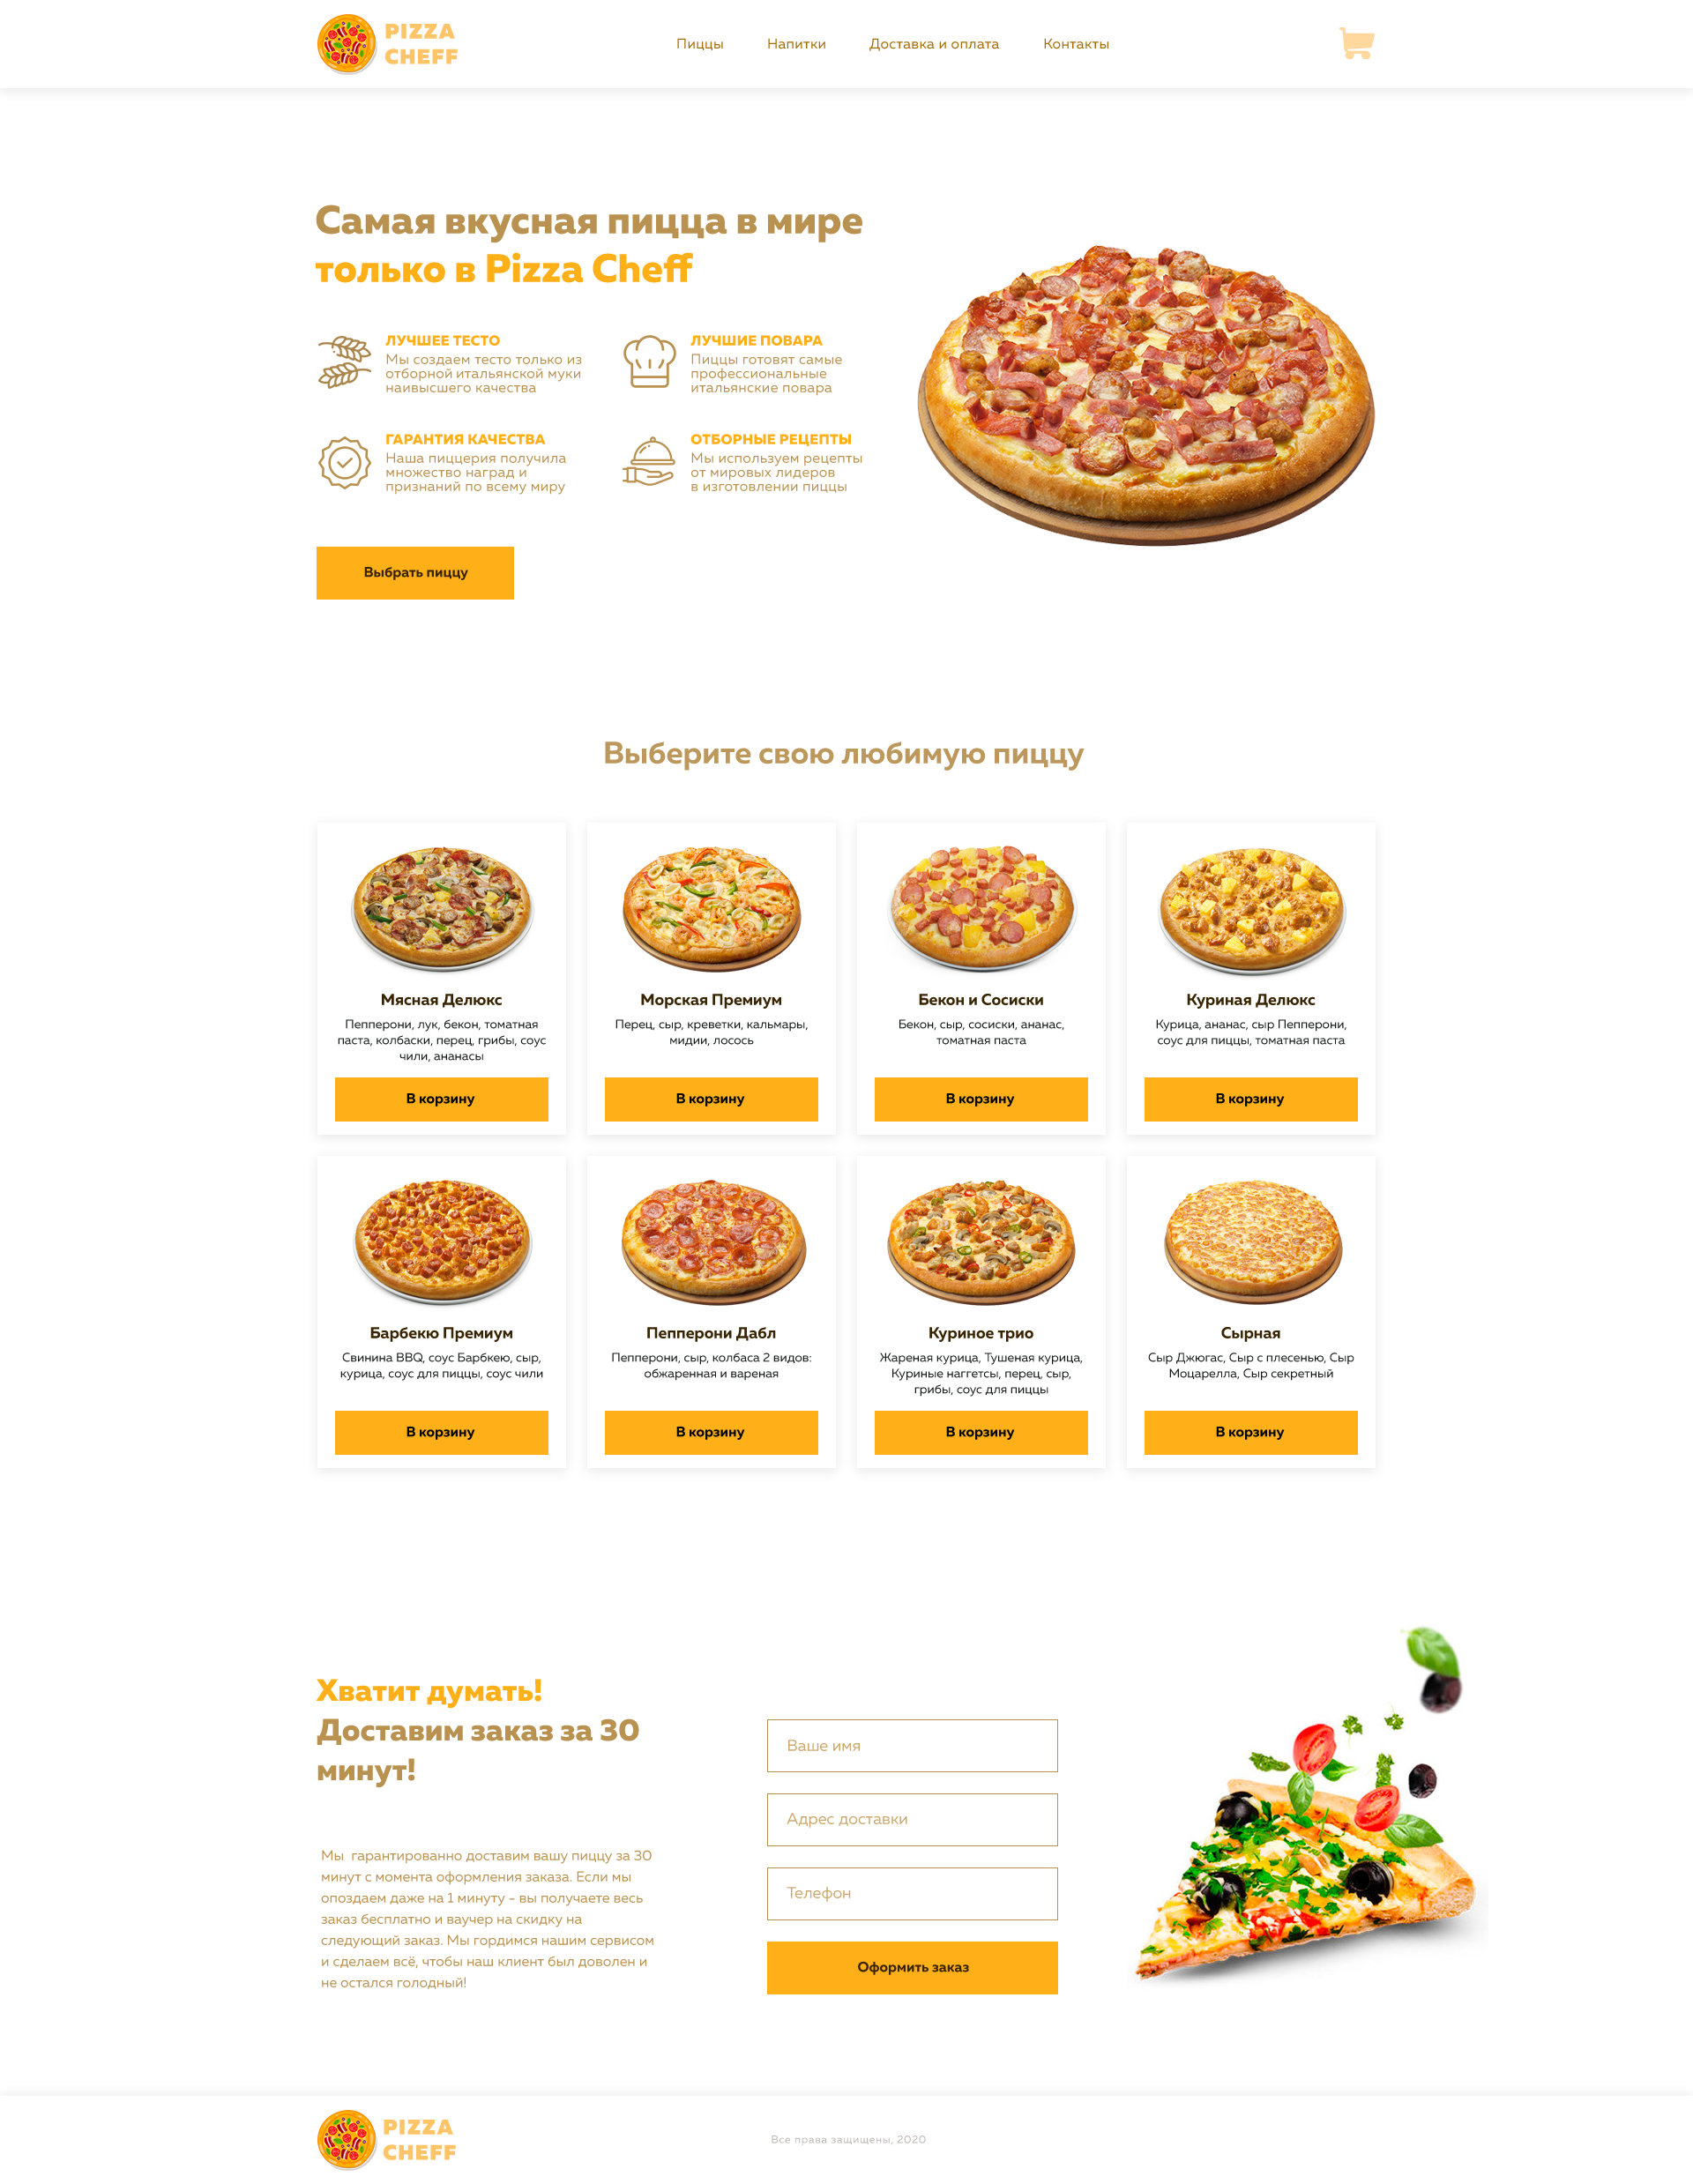 PIZZA
CHEFF
Пиццы
Напитки
Доставка и оплата
Контакты
Самая вкусная пицца в мире
только в Pizza Cheff
ЛУЧШЕЕ ТЕСТО
Мы создаем тесто только из
отборной итальянской муки
наивысшего качества
ЛУЧШИЕ ПОВАРА
Пиццы готовят самые
профессиональные
итальянские повара
ГАРАНТИЯ КАЧЕСТВА
Наша пиццерия получила
множество наград и
признаний по всему миру
ОТБОРНЫЕ РЕЦЕПТЫ
Мы используем рецепты
от мировых лидеров
в изготовлении пиццы
Выбрать пиццу
Выберите свою любимую пиццу
Мясная Делюкс
Пепперони, лук, бекон, томатная
паста, колбаски, перец, грибы, соус
чили, ананасы
В корзину
Морская Премиум
Перец, сыр, креветки, кальмары,
мидии, лосось
В корзину
Бекон и Сосиски
Бекон, сыр, сосиски, ананас,
томатная паста
В корзину
Куриная Делюкс
Курица, ананас, сыр Пепперони,
соус для пиццы, томатная паста
В корзину
Барбекю Премиум
Свинина BBQ, соус Барбкею, сыр,
курица, соус для пиццы, соус чили
В корзину
Пепперони Дабл
Пепперони, сыр, колбаса 2 видов:
обжаренная и вареная
В корзину
Куриное трио
Жареная курица, Тушеная курица,
Куриные наггетсы, перец, сыр,
грибы, соус для пиццы
В корзину
Сырная
Сыр Джюгас, Сыр с плесенью, Сыр
Моцарелла, Сыр секретный
В корзину
Хватит думать!
Доставим заказ за 30
минут!
Мы гарантированно доставим вашу пиццу за 30
минут с момента оформления заказа. Если мы
опоздаем даже на 1 минуту - вы получаете весь
заказ бесплатно и ваучер на скидку на
следующий заказ. Мы гордимся нашим сервисом
и сделаем всё, чтобы наш клиент был доволен и
не остался голодный!
Ваше имя
Адрес доставки
Телефон
Оформить заказ
PIZZA
CHEFF
Все права защищены, 2020